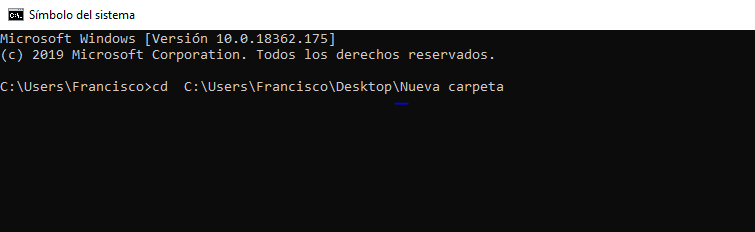 Símbolo del sistema
Microsoft Windows [Versión 10.0.18362.175]
(c) 2019 Microsoft Corporation. Todos los derechos reservados.
C:\Users\Francisco>cd  C:\Users\Francisco\Desktop\Nueva carpeta